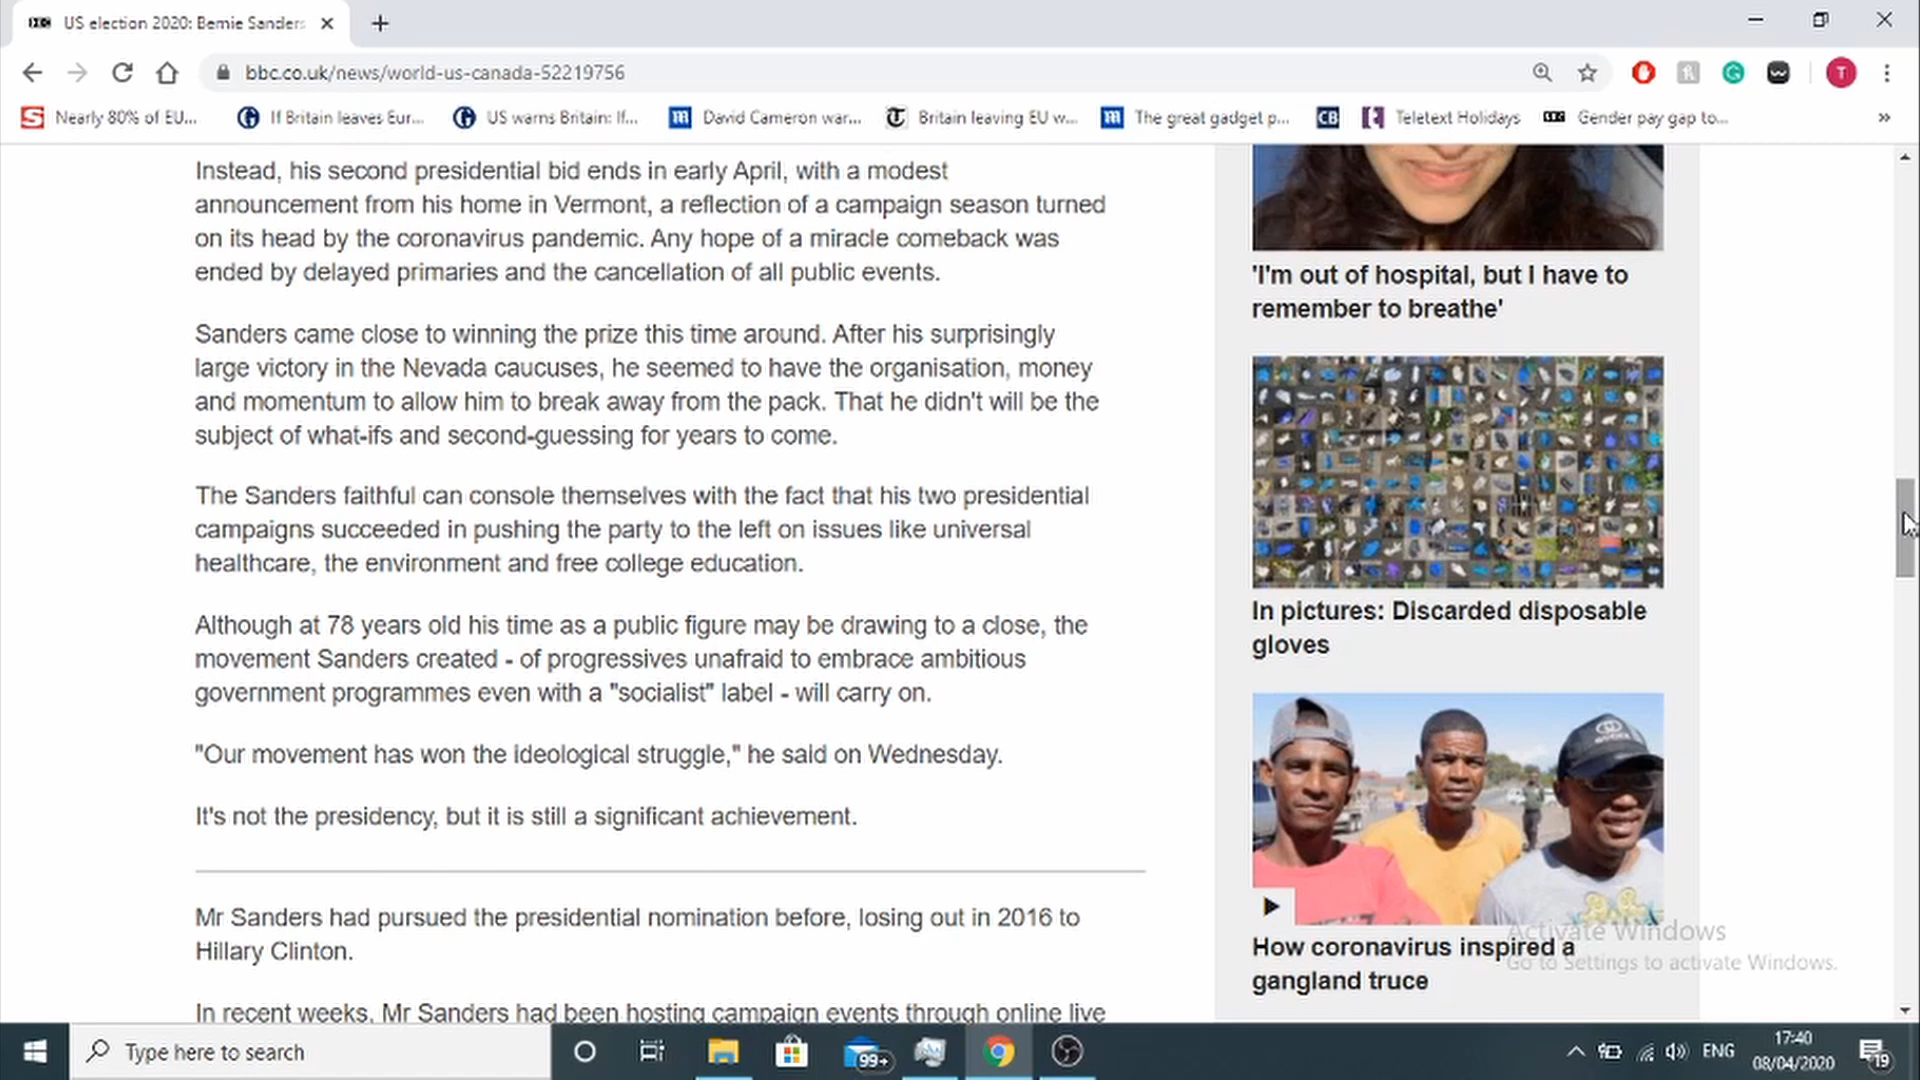 US election 2020: Bernie Sanders
bbc.co.uk/news/world-us-canada-52219756
T
S Nearly 80% of EU...
If Britain leaves Eur...
US warns Britain: If...
David Cameron war...
Britain leaving EU w...
The great gadget p...
CB
Teletext Holidays
Gender pay gap to...
Instead, his second presidential bid ends in early April, with a modest
announcement from his home in Vermont, a reflection of a campaign season turned
on its head by the coronavirus pandemic. Any hope of a miracle comeback was
ended by delayed primaries and the cancellation of all public events.
Sanders came close to winning the prize this time around. After his surprisingly
large victory in the Nevada caucuses, he seemed to have the organisation, money
and momentum to allow him to break away from the pack. That he didn't will be the
subject of what-ifs and second-guessing for years to come.
The Sanders faithful can console themselves with the fact that his two presidential
campaigns succeeded in pushing the party to the left on issues like universal
healthcare, the environment and free college education.
Although at 78 years old his time as a public figure may be drawing to a close, the
movement Sanders created - of progressives unafraid to embrace ambitious
government programmes even with a "socialist" label - will carry on.
"Our movement has won the ideological struggle," he said on Wednesday.
It's not the presidency, but it is still a significant achievement.
Mr Sanders had pursued the presidential nomination before, losing out in 2016 to
Hillary Clinton.
In recent weeks, Mr Sanders had been hosting campaign events through online live
'I'm out of hospital, but I have to
remember to breathe'
In pictures: Discarded disposable
gloves
How coronavirus inspired a
gangland truce
Activate Windows
Go to Settings to activate Windows.
Type here to search
99+
ENG
17:40
08/04/2020
19